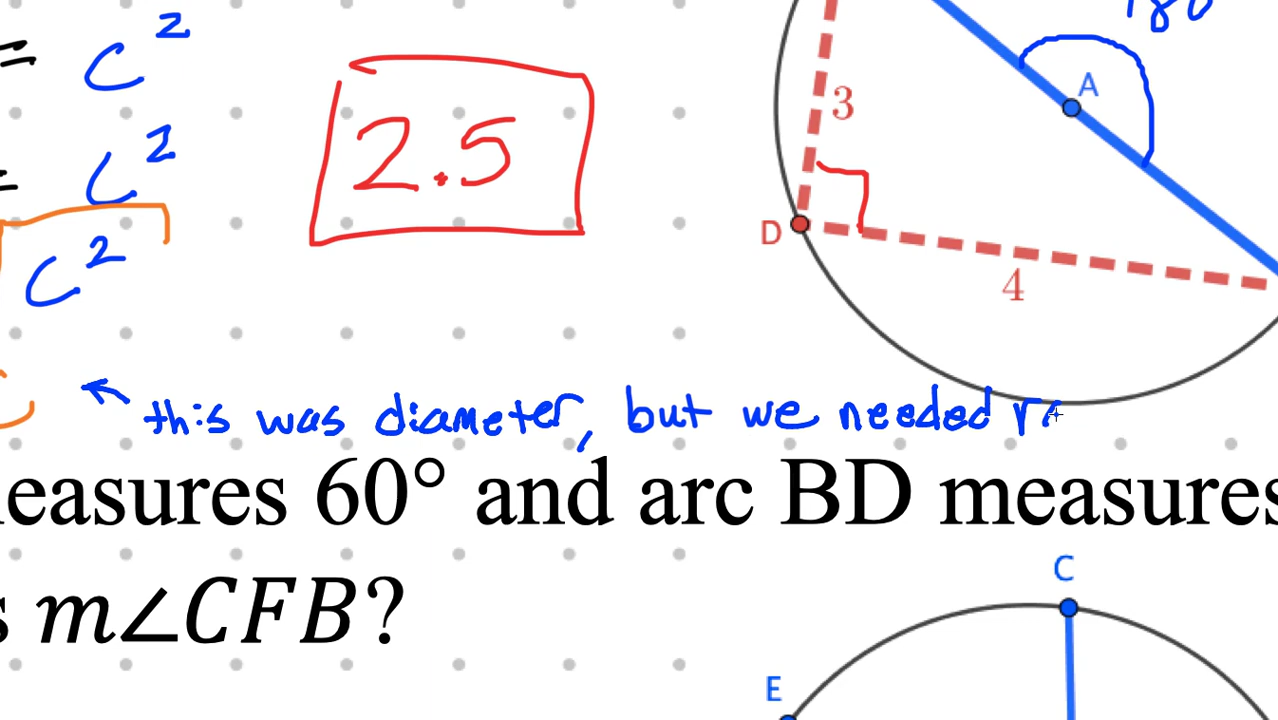 = c²
180
A
3
= c²
2.5
D
c²
4
this was diameter, but we needed
easures 60° and arc BD measures
m∠CFB?
C
E